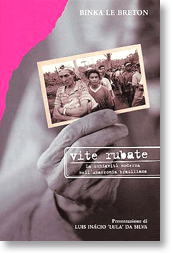 BINKA LE BRETON
vite rubate
La schiavitù moderna
nell'amazzonia brasiliana
Presentazione di
LUIS INÁCIO 'LULA' DA SILVA